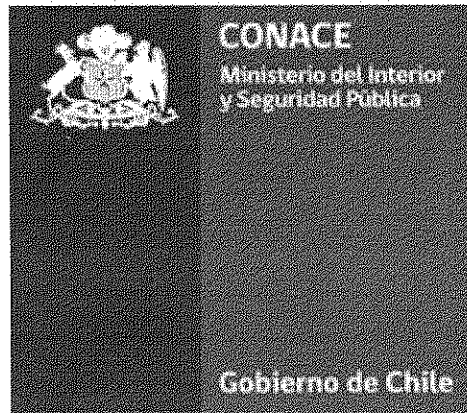 CONACE
Ministerio del Interior
y Seguridad Pública
Gobierno de Chile